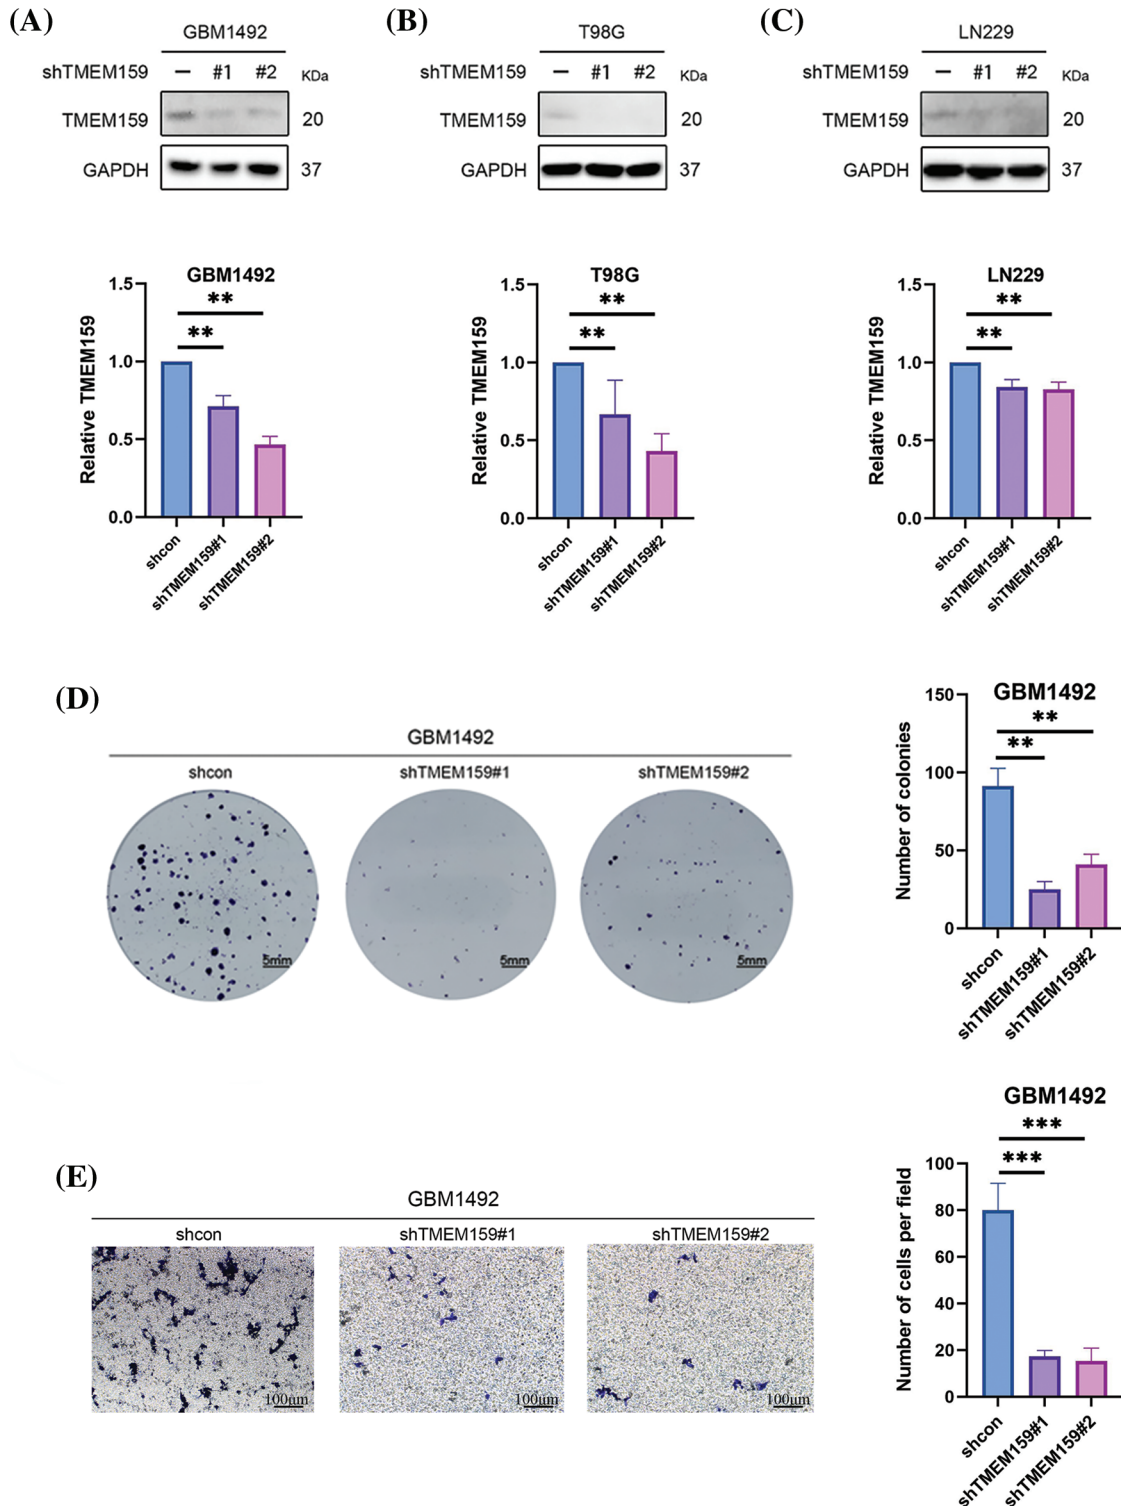 (A)
GBM1492
shTMEM159 – #1 #2 KDa
TMEM159 20
GAPDH 37
GBM1492
** 
**
1.5
1.0
0.5
0.0
Relative TMEM159
shcon
shTMEM159#1
shTMEM159#2
(B)
T98G
shTMEM159 – #1 #2 KDa
TMEM159 20
GAPDH 37
T98G
**
**
1.5
1.0
0.5
0.0
Relative TMEM159
shcon
shTMEM159#1
shTMEM159#2
(C)
LN229
shTMEM159 – #1 #2 KDa
TMEM159 20
GAPDH 37
LN229
**
**
1.5
1.0
0.5
0.0
Relative TMEM159
shcon
shTMEM159#1
shTMEM159#2
(D)
GBM1492
shcon shTMEM159#1 shTMEM159#2
5mm 5mm 5mm
GBM1492
**
**
150
100
50
0
Number of colonies
shcon
shTMEM159#1
shTMEM159#2
(E)
GBM1492
shcon shTMEM159#1 shTMEM159#2
100μm 100μm 100μm
GBM1492
***
***
100
80
60
40
20
0
Number of cells per field
shcon
shTMEM159#1
shTMEM159#2